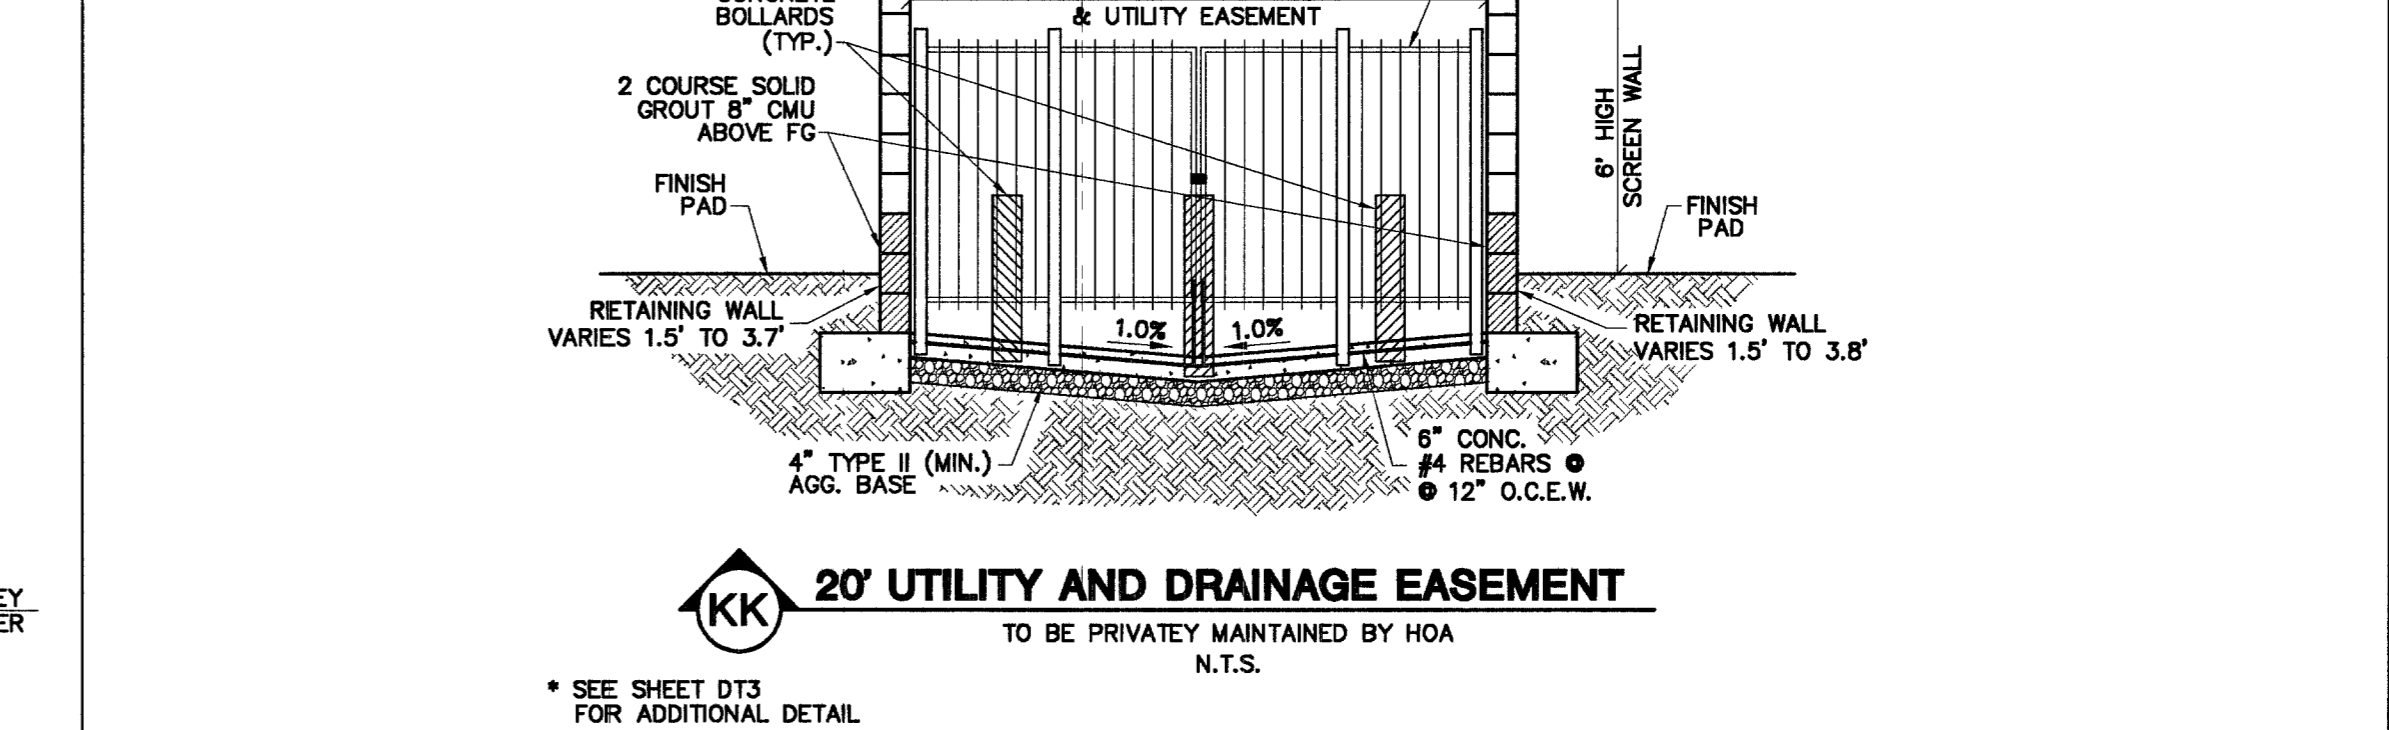 BOLLARDS
(TYP.)
& UTILITY EASEMENT
2 COURSE SOLID
GROUT 8" CMU
ABOVE FG
6' HIGH
SCREEN WALL
FINISH
PAD
FINISH
PAD
RETAINING WALL
VARIES 1.5' TO 3.7'
1.0%
1.0%
RETAINING WALL
VARIES 1.5' TO 3.8'
4" TYPE II (MIN.)
AGG. BASE
6" CONC.
#4 REBARS @
@ 12" O.C.E.W.
KK
20' UTILITY AND DRAINAGE EASEMENT
TO BE PRIVATEY MAINTAINED BY HOA
N.T.S.
* SEE SHEET DT3
FOR ADDITIONAL DETAIL
EY
ER